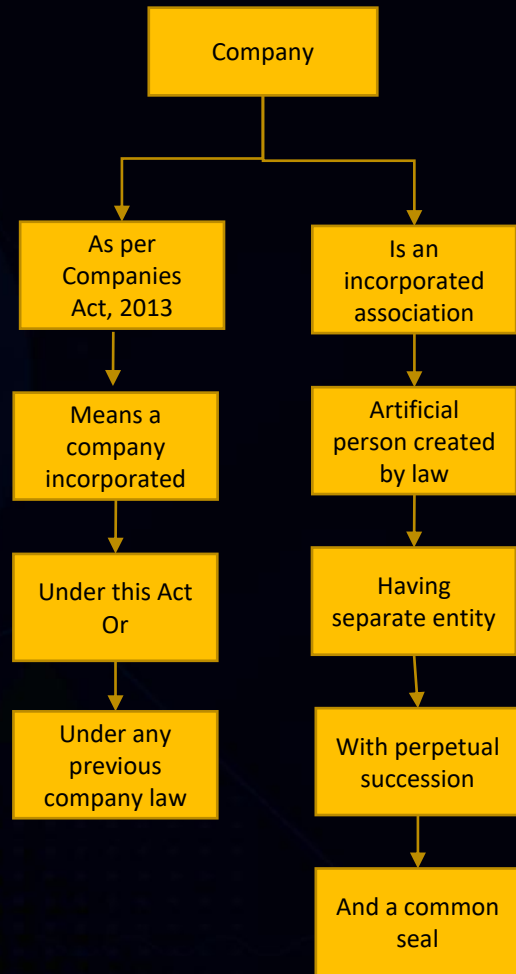 Company
As per
Companies
Act, 2013
Means a
company
incorporated
Under this Act
Or
Under any
previous
company law
Is an
incorporated
association
Artificial
person created
by law
Having
separate entity
With perpetual
succession
And a common
seal